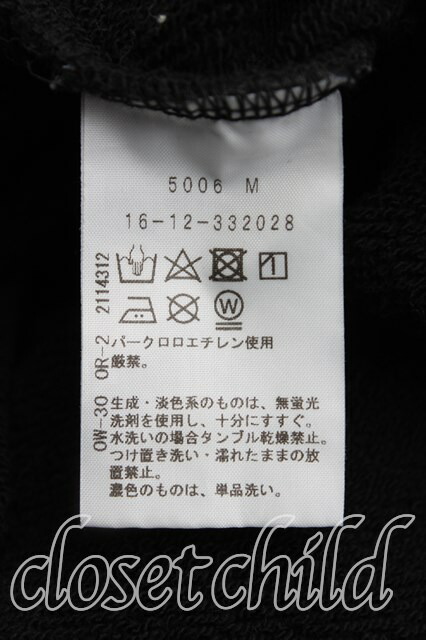 5006 M
16-12-332028
2114312
W
OR-2
パークロロエチレン使用
厳禁。
OW-30
生成・淡色系のものは、無蛍光
洗剤を使用し、十分にすすぐ。
水洗いの場合タンブル乾燥禁止。
つけ置き洗い・濡れたままの放
置禁止。
濃色のものは、単品洗い。
closet child